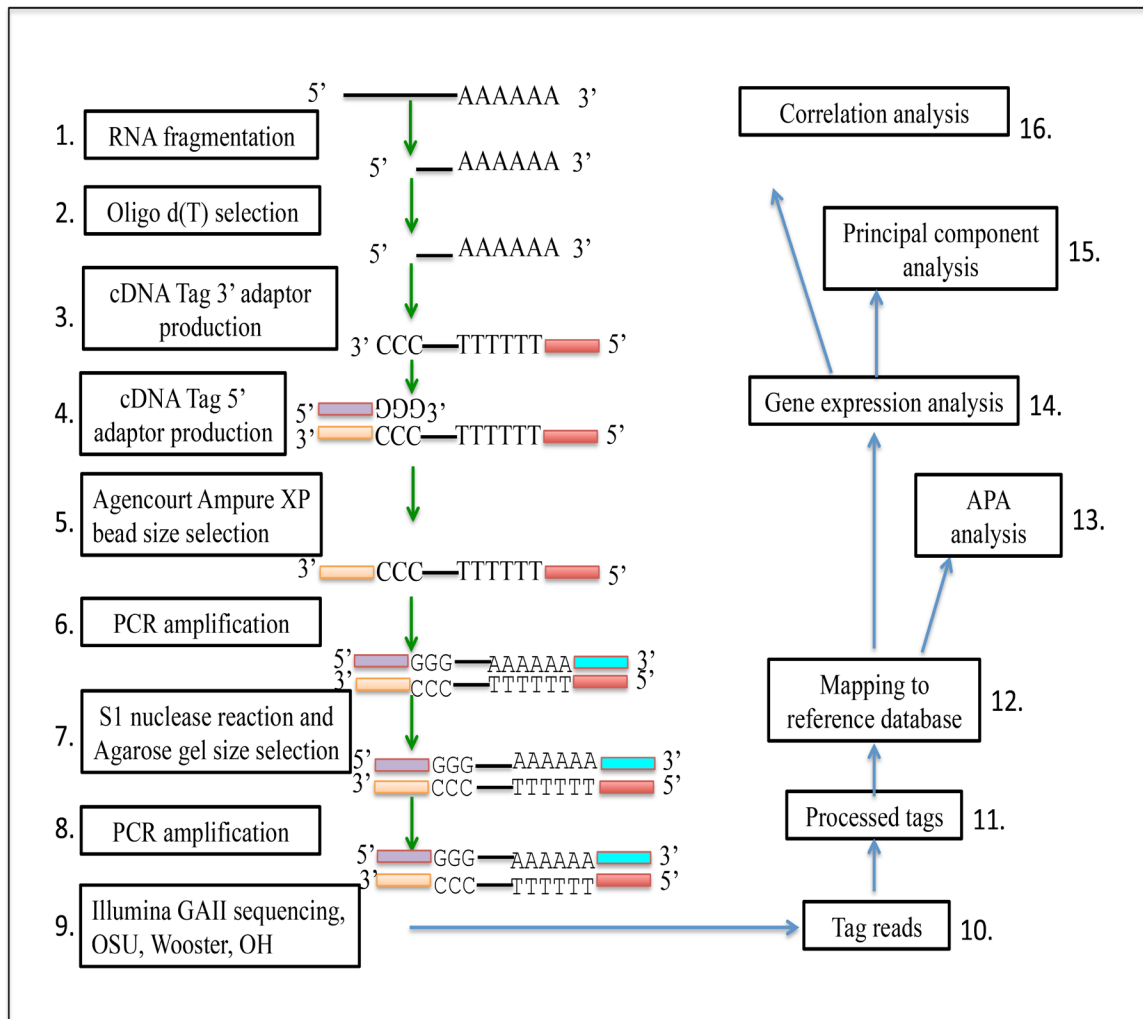 5’ AAAAAA 3’
1. RNA fragmentation
5’ AAAAAA 3’
2. Oligo d(T) selection
5’ AAAAAA 3’
3. cDNA Tag 3’ adaptor
production
3’ CCC TTTTTT 5’
4. cDNA Tag 5’
adaptor production
5’ GGG 3’
3’ CCC TTTTTT 5’
5. Agencourt Ampure XP
bead size selection
3’ CCC TTTTTT 5’
6. PCR amplification
5’ GGG AAAAAA 3’
3’ CCC TTTTTT 5’
7. S1 nuclease reaction and
Agarose gel size selection
5’ GGG AAAAAA 3’
3’ CCC TTTTTT 5’
8. PCR amplification
5’ GGG AAAAAA 3’
3’ CCC TTTTTT 5’
9. Illumina GAII sequencing,
OSU, Wooster, OH
Tag reads 10.
Processed tags 11.
Mapping to
reference database 12.
APA
analysis 13.
Gene expression analysis 14.
Principal component
analysis 15.
Correlation analysis 16.